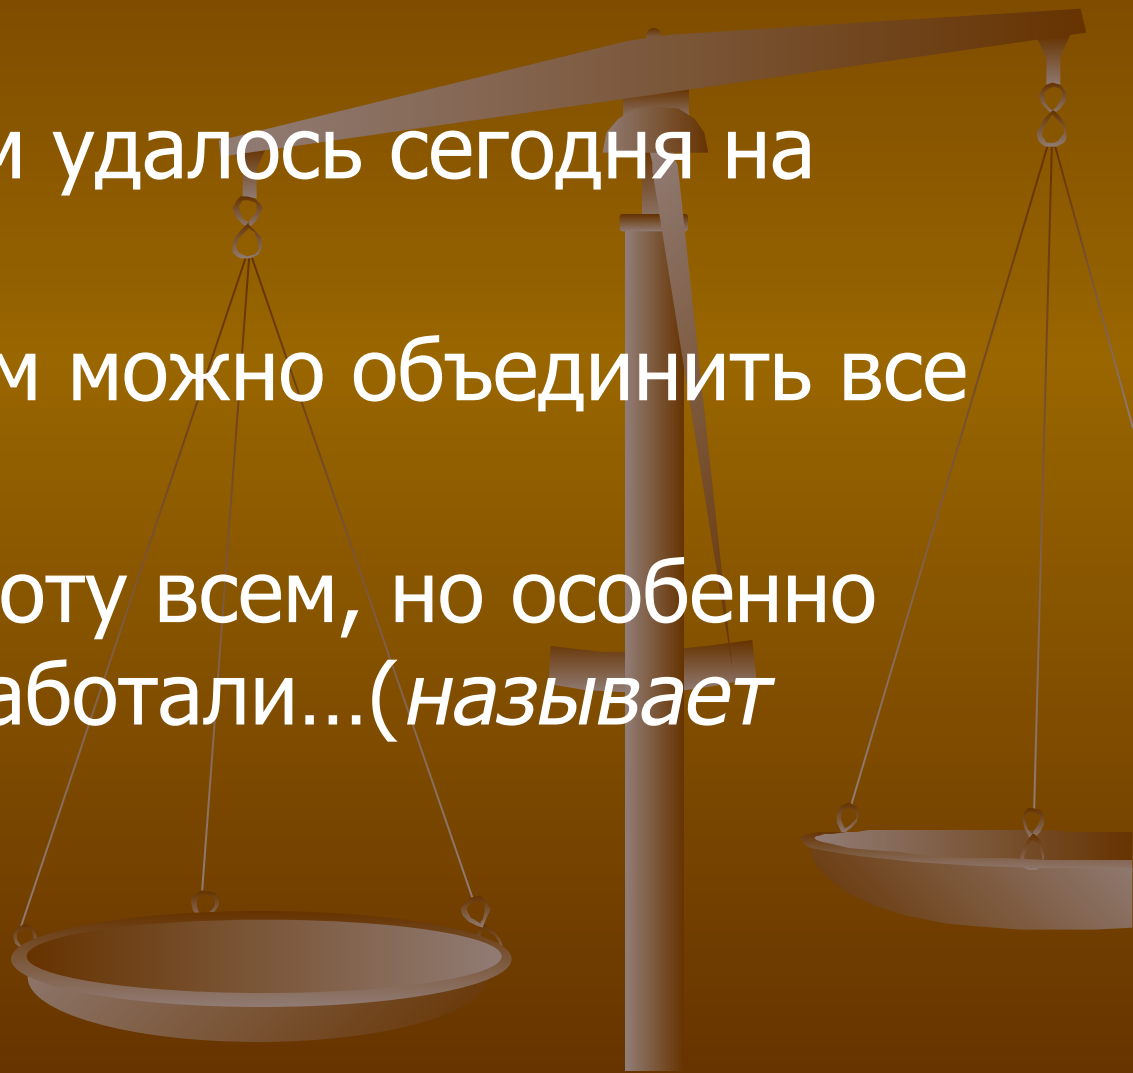 м удалось сегодня на
м можно объединить все
оту всем, но особенно
аботали...(называет